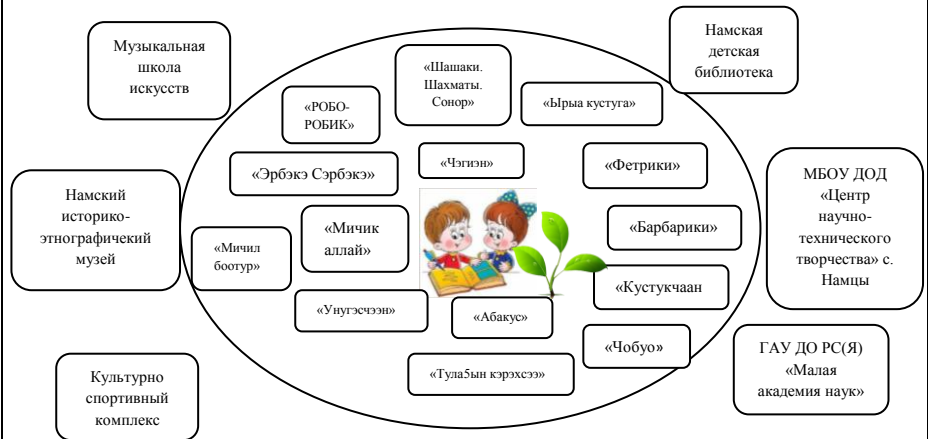 Музыкальная
школа
искусств
Намская
детская
библиотека
«Шашаки.
Шахматы.
Сонор»
«РОБО-
РОБИК»
«Ырыа кустуга»
«Чэгиэн»
«Эрбэкэ Сэрбэкэ»
«Фетрики»
Намский
историко-
этнографичекий
музей
МБОУ ДОД
«Центр
научно-
технического
творчества» с.
Намцы
«Мичил
боотур»
«Мичик
аллай»
«Барбарики»
«Кустукчаан
«Унугэсчээн»
«Абакус»
«Чобуо»
«Тула5ын кэрэхсээ»
Культурно
спортивный
комплекс
ГАУ ДО РС(Я)
«Малая
академия наук»